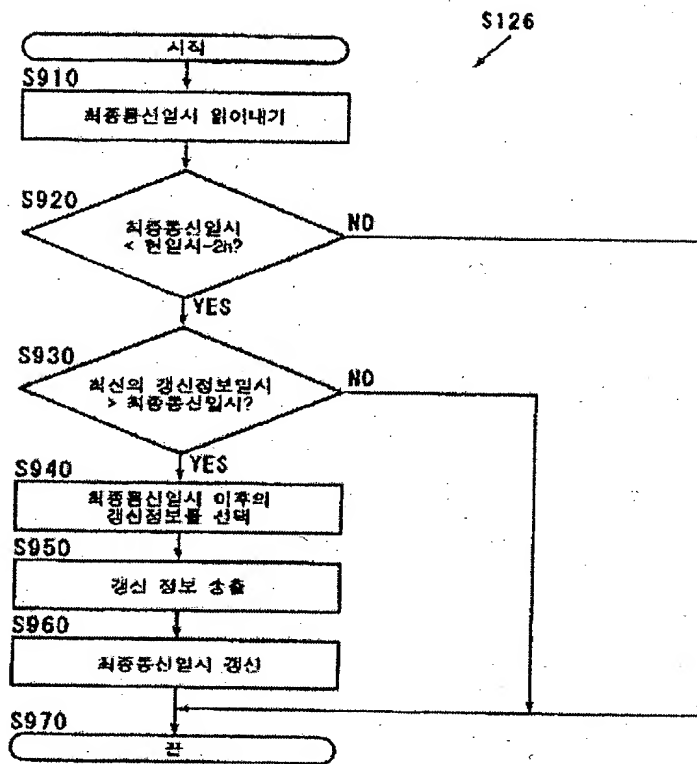 S126
시작
S910
최종통신일시 읽어내기
S920
최종통신일시
< 현일시-2h?
NO
YES
S930
최신의 갱신정보일시
> 최종통신일시?
NO
YES
S940
최종통신일시 이후의
갱신정보를 선택
S950
갱신 정보 송출
S960
최종통신일시 갱신
S970
끈